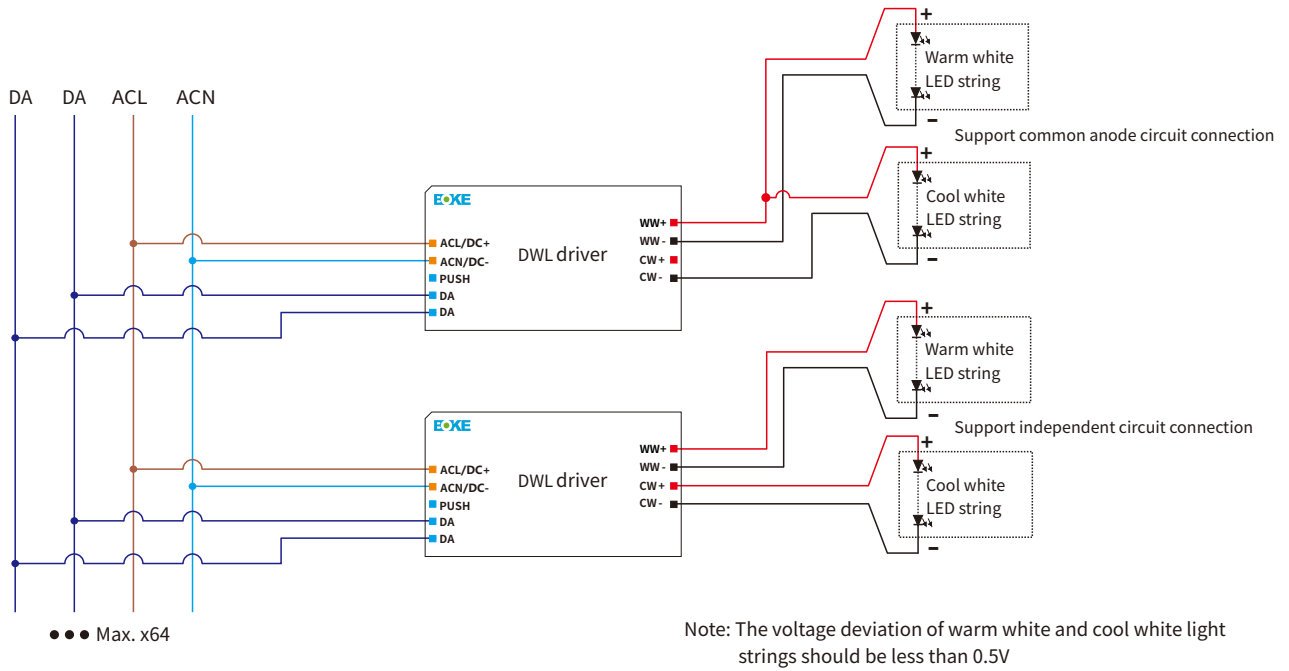 DA DA ACL ACN
+
Warm white
LED string
-
Support common anode circuit connection
+
Cool white
LED string
-
EOKE
DWL driver
ACL/DC+
ACN/DC-
PUSH
DA
DA
WW+
WW-
CW+
CW-
+
Warm white
LED string
-
Support independent circuit connection
+
Cool white
LED string
-
EOKE
DWL driver
ACL/DC+
ACN/DC-
PUSH
DA
DA
WW+
WW-
CW+
CW-
●●● Max. x64
Note: The voltage deviation of warm white and cool white light
strings should be less than 0.5V